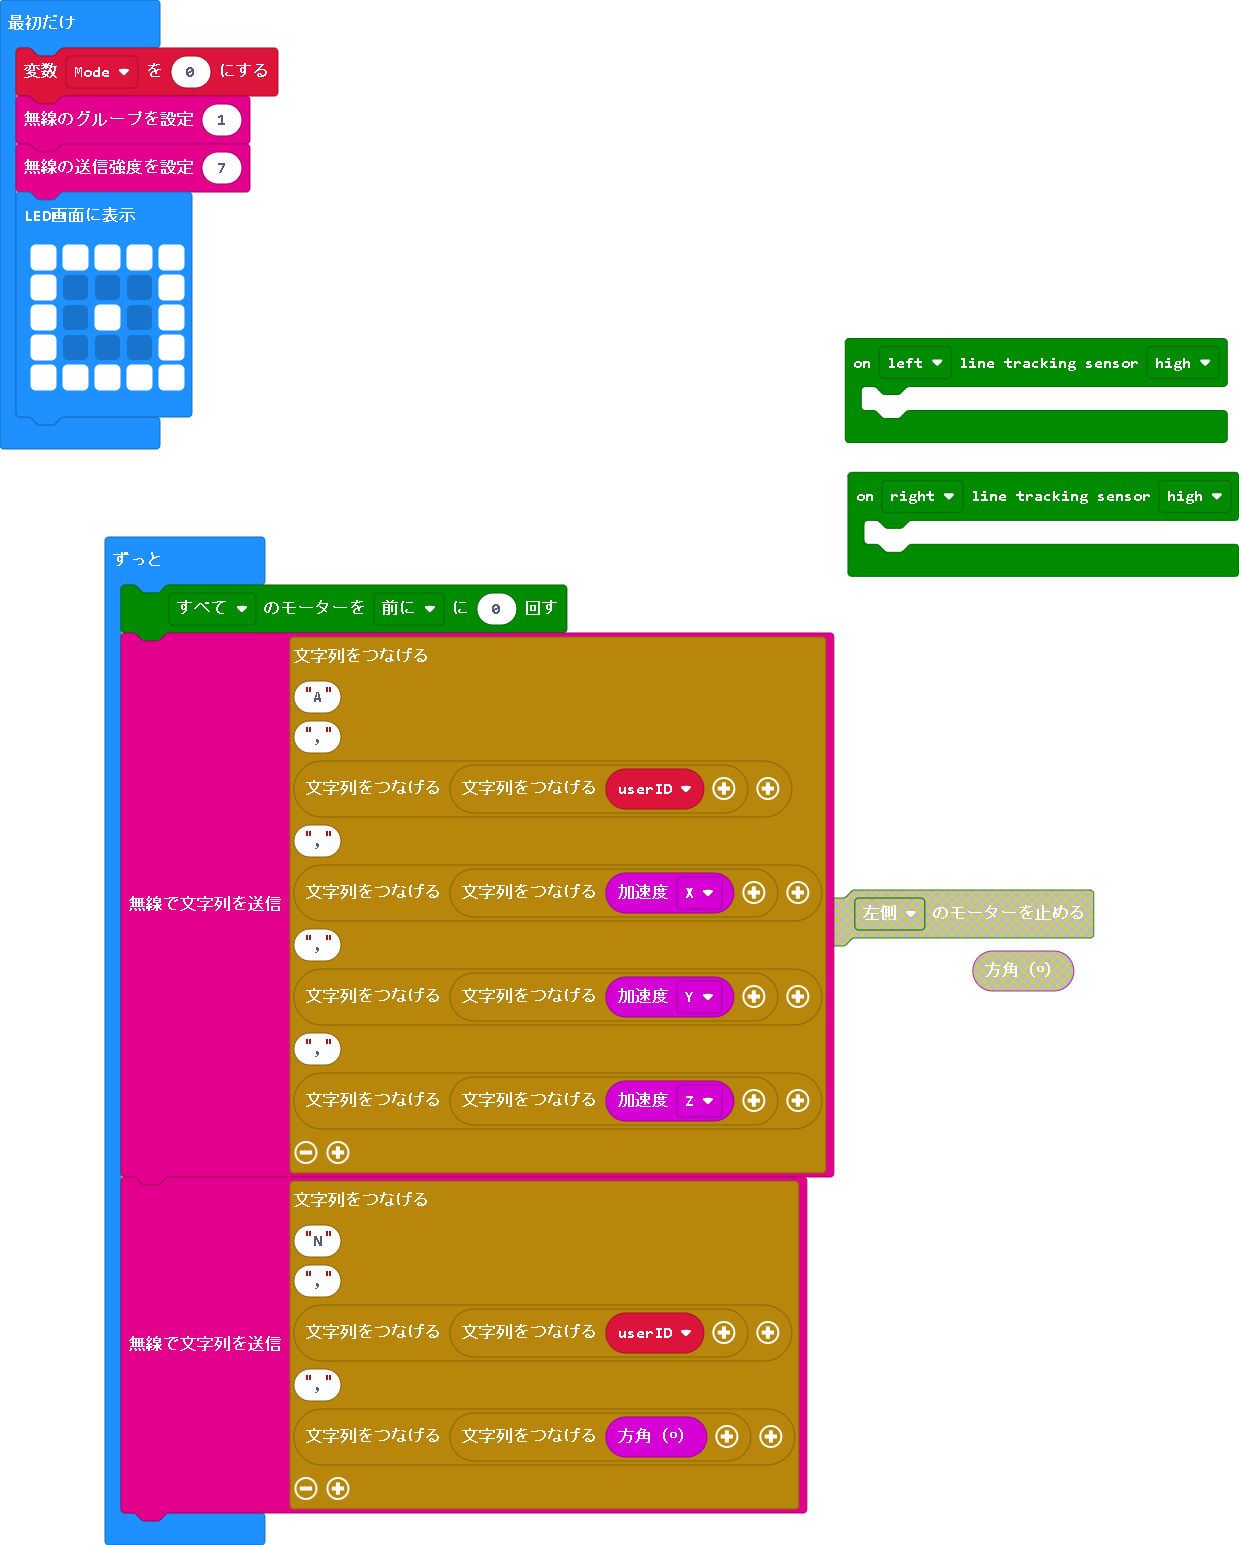 最初だけ
変数 Mode を 0 にする
無線のグループを設定 1
無線の送信強度を設定 7
LED画面に表示
on left line tracking sensor high
on right line tracking sensor high
ずっと
すべて のモーターを 前に に 0 回す
無線で文字列を送信
文字列をつなげる
"A"
","
文字列をつなげる 文字列をつなげる userID
","
文字列をつなげる 文字列をつなげる 加速度 X
","
文字列をつなげる 文字列をつなげる 加速度 Y
","
文字列をつなげる 文字列をつなげる 加速度 Z
左側 のモーターを止める
方角 (°)
無線で文字列を送信
文字列をつなげる
"N"
","
文字列をつなげる 文字列をつなげる userID
","
文字列をつなげる 文字列をつなげる 方角 (°)